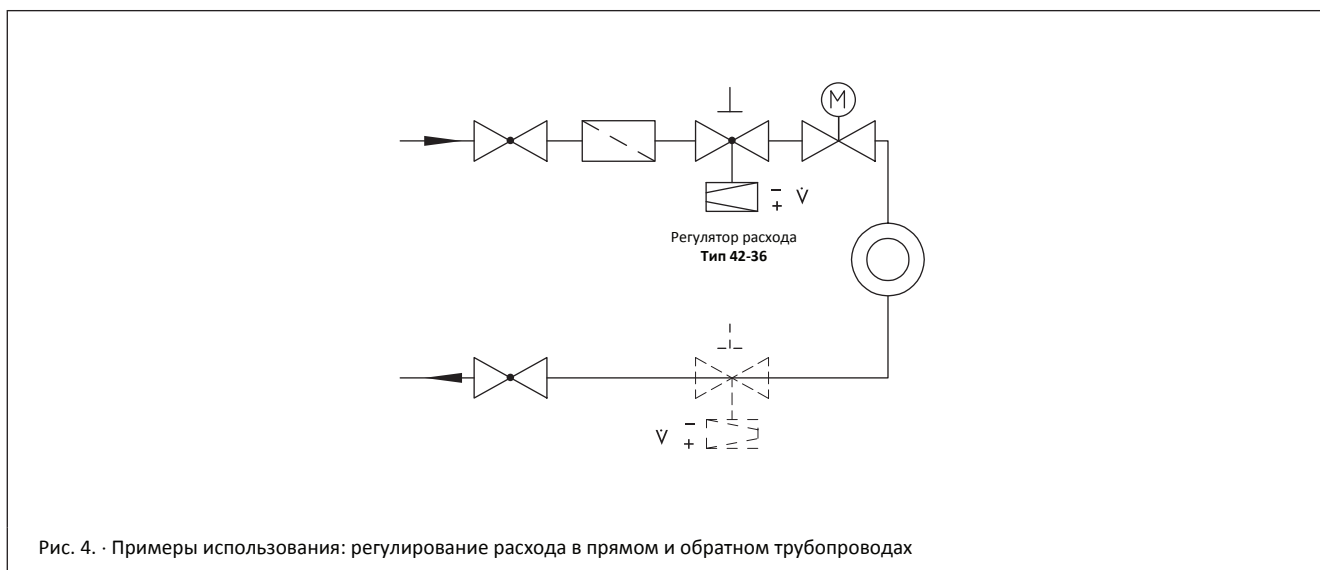 M
− V̇
+
Регулятор расхода
Тип 42-36
V̇ −
+
Рис. 4. · Примеры использования: регулирование расхода в прямом и обратном трубопроводах